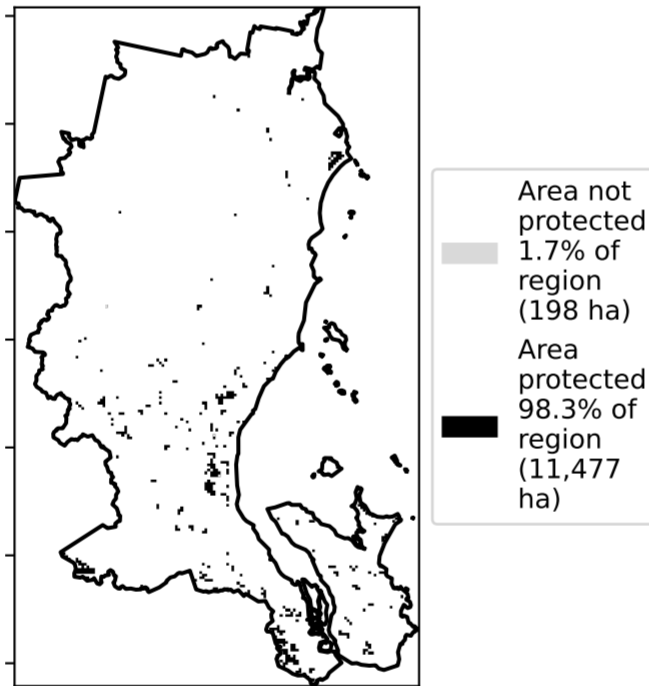 Area not
protected
1.7% of
region
(198 ha)
Area
protected
98.3% of
region
(11,477
ha)